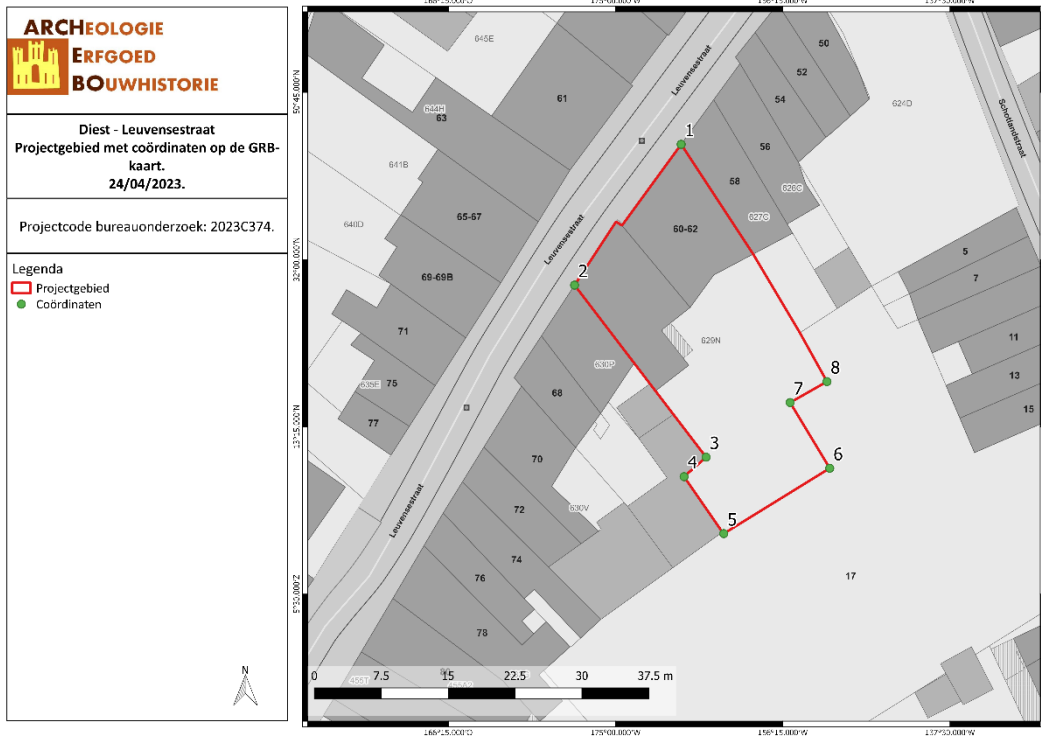 ARCHEOLOGIE
ERFGOED
BOUWHISTORIE
Diest - Leuvensestraat
Projectgebied met coördinaten op de GRB-
kaart.
24/04/2023.
Projectcode bureauonderzoek: 2023C374.
Legenda
Projectgebied
Coördinaten
N
175°00.000'O
645E
50
52
54
56
58
60-62
61
644H
63
641B
640D
65-67
69-69B
71
635E
75
77
Leuvensestraat
Leuvensestraat
Leuvensestraat
Schotlandstraat
624D
626C
627C
629N
630P
630V
68
70
72
74
76
78
5
7
11
13
15
17
1
2
3
4
5
6
7
8
0
7.5
15
22.5
30
37.5 m